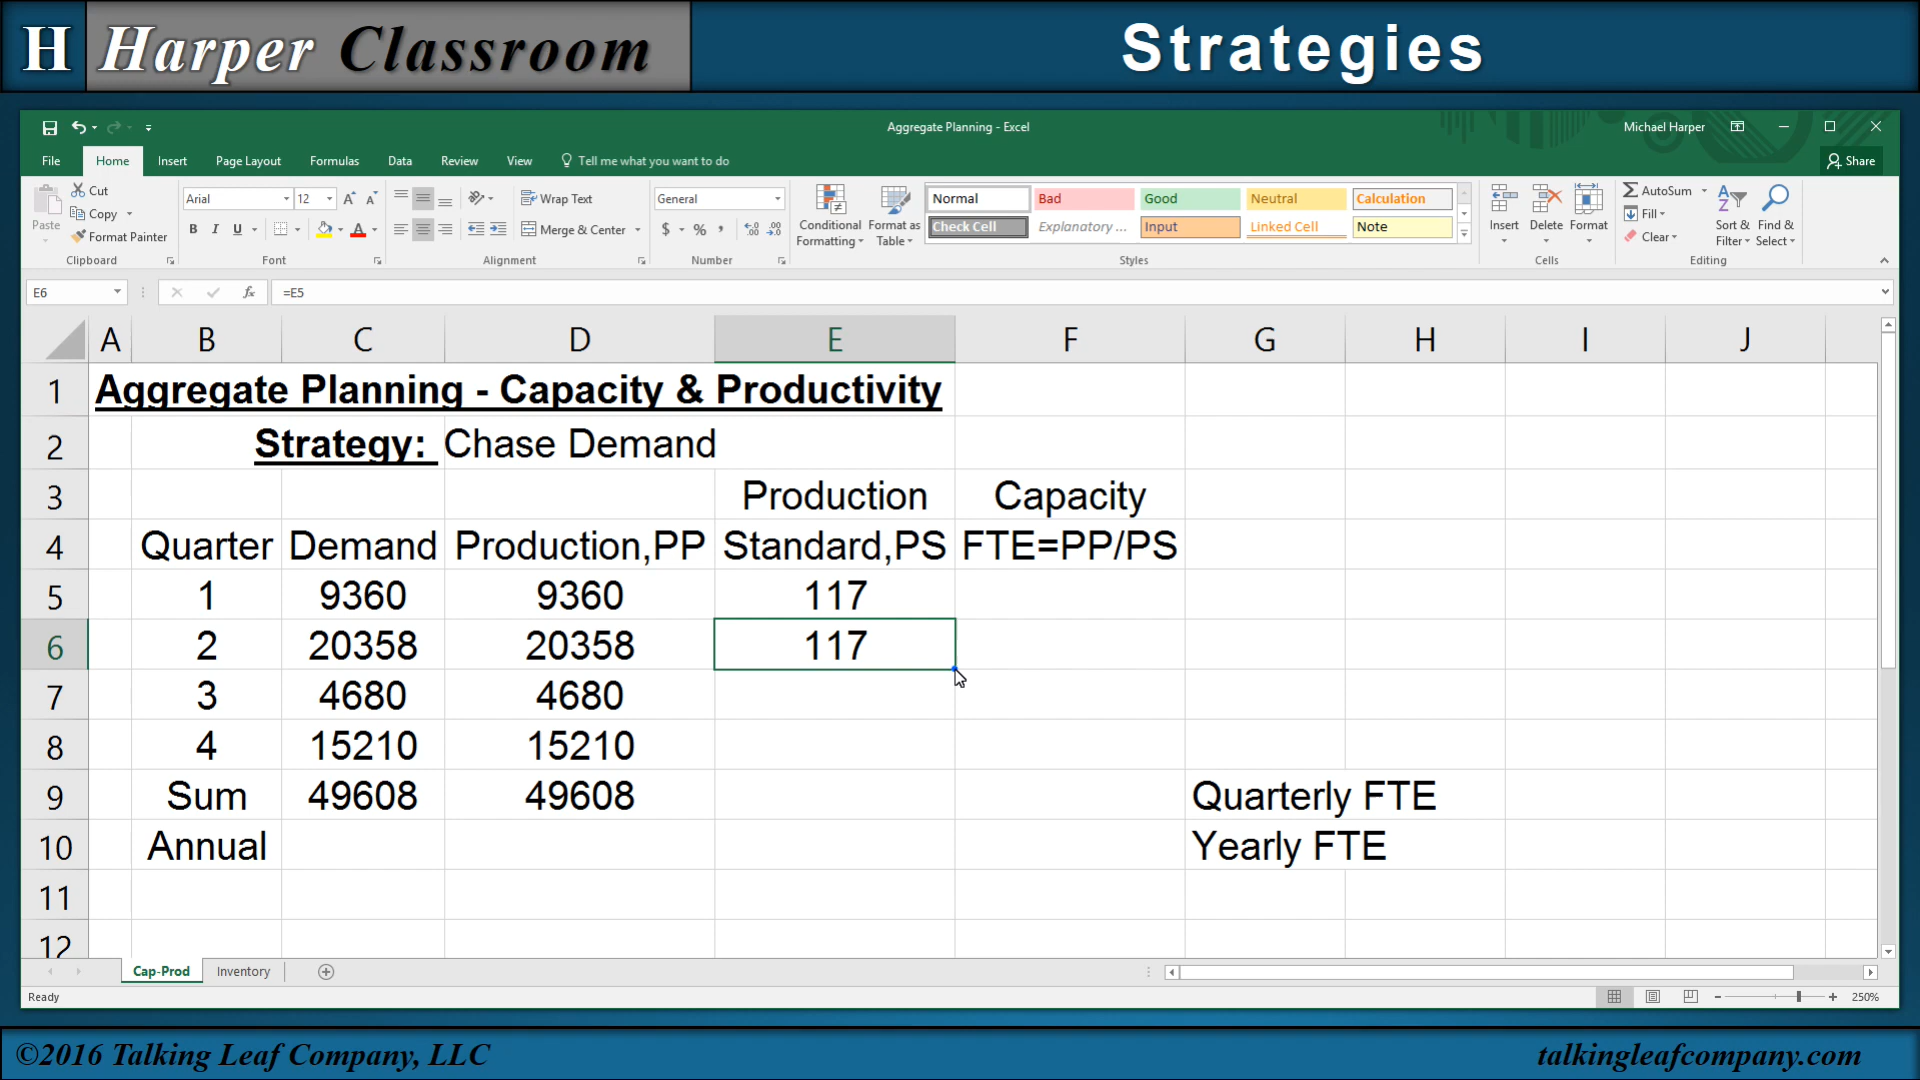 H Harper Classroom Strategies
Aggregate Planning - Excel Michael Harper
File Home Insert Page Layout Formulas Data Review View Tell me what you want to do Share
Cut
Copy
Format Painter
Paste
Clipboard
Arial 12
B I U
Font
Wrap Text
Merge & Center
Alignment
General
$ % ,
Number
Conditional Formatting
Format as Table
Normal Bad Good Neutral Calculation
Check Cell Explanatory ... Input Linked Cell Note
Styles
Insert Delete Format
Cells
AutoSum
Fill
Clear
Sort & Filter
Find & Select
Editing
E6 fx =E5
A B C D E F G H I J
1 Aggregate Planning - Capacity & Productivity
2 Strategy: Chase Demand
3 Production Capacity
4 Quarter Demand Production,PP Standard,PS FTE=PP/PS
5 1 9360 9360 117
6 2 20358 20358 117
7 3 4680 4680
8 4 15210 15210
9 Sum 49608 49608 Quarterly FTE
10 Annual Yearly FTE
11
12
Cap-Prod Inventory
Ready 250%
©2016 Talking Leaf Company, LLC talkingleafcompany.com